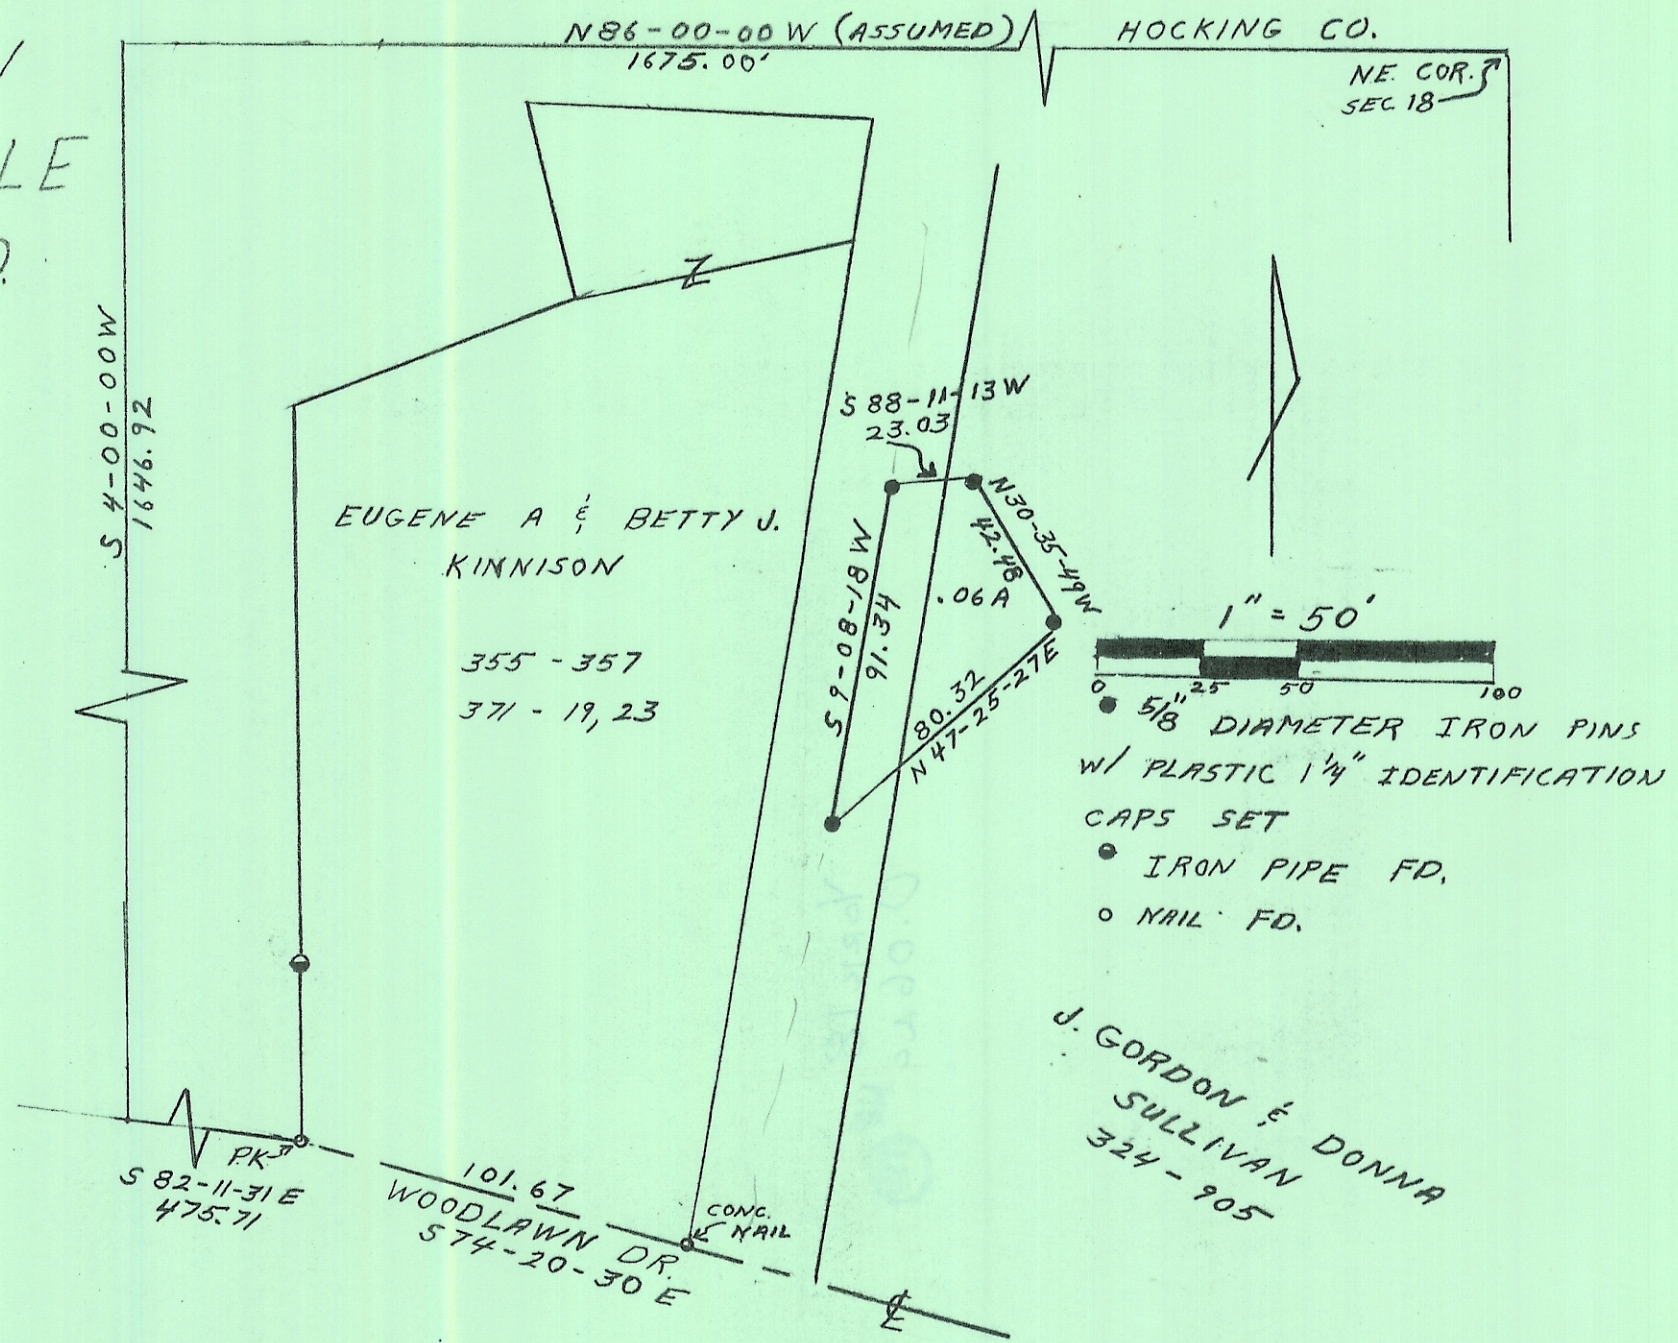 N86-00-00 W (ASSUMED)
1675.00'
HOCKING CO.
N.E. COR.
SEC. 18
LE
S 4-00-00W
1646.92
Z
S 88-11-13 W
23.03
N30-35-49W
42.48
.06A
S 9-08-18 W
91.34
80.32
N 47-25-27E
EUGENE A & BETTY J.
KINNISON
355 - 357
371 - 19, 23
1" = 50'
0 25 50 100
5/8" DIAMETER IRON PINS
W/ PLASTIC 1 1/4" IDENTIFICATION
CAPS SET
IRON PIPE FD.
NAIL FD.
J. GORDON & DONNA
SULLIVAN
324 - 905
P.K
S 82-11-31 E
475.71
101.67
WOODLAWN DR.
S 74-20-30 E
CONC.
NAIL
℄